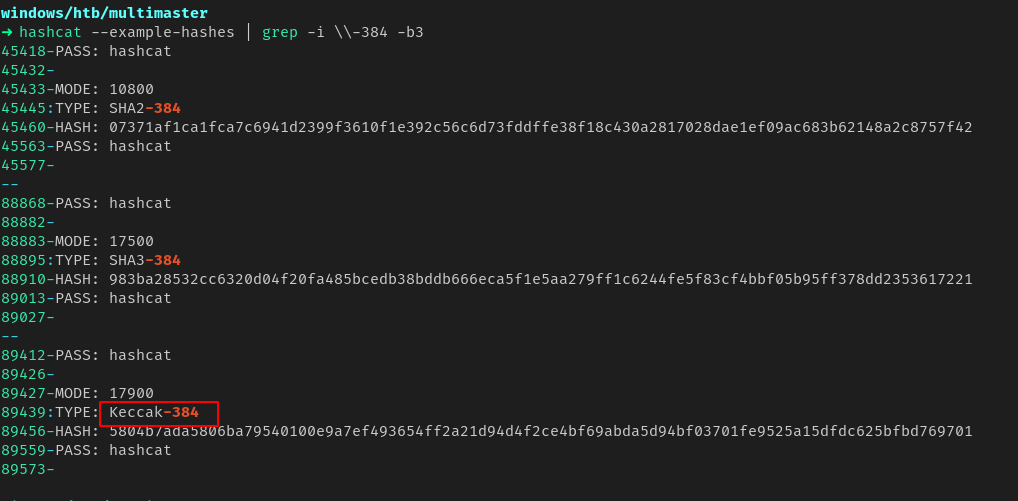 windows/htb/multimaster
➜ hashcat --example-hashes | grep -i \\-384 -b3
45418-PASS: hashcat
45432-
45433-MODE: 10800
45445:TYPE: SHA2-384
45460-HASH: 07371af1ca1fca7c6941d2399f3610f1e392c56c6d73fddffe38f18c430a2817028dae1ef09ac683b62148a2c8757f42
45563-PASS: hashcat
45577-
--
88868-PASS: hashcat
88882-
88883-MODE: 17500
88895:TYPE: SHA3-384
88910-HASH: 983ba28532cc6320d04f20fa485bcedb38bddb666eca5f1e5aa279ff1c6244fe5f83cf4bbf05b95ff378dd2353617221
89013-PASS: hashcat
89027-
--
89412-PASS: hashcat
89426-
89427-MODE: 17900
89439:TYPE: Keccak-384
89456-HASH: 5804b7ada5806ba79540100e9a7ef493654ff2a21d94d4f2ce4bf69abda5d94bf03701fe9525a15dfdc625bfbd769701
89559-PASS: hashcat
89573-